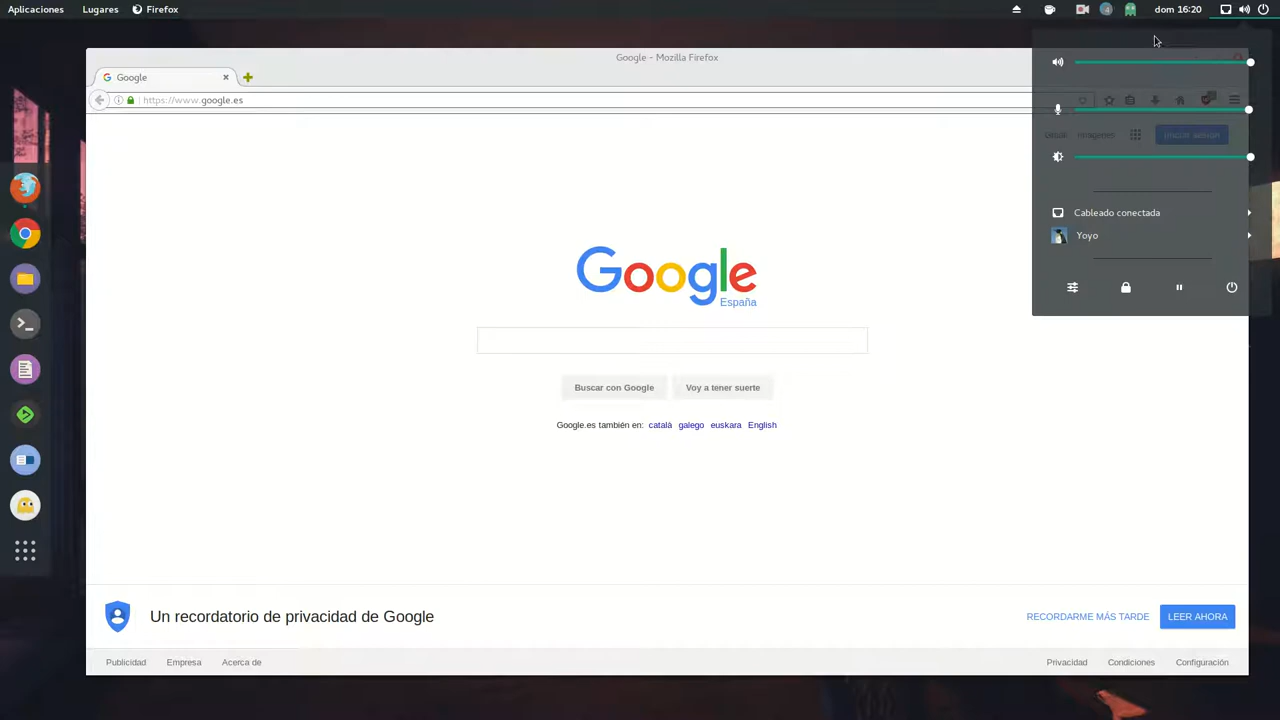 Aplicaciones Lugares Firefox dom 16:20
Google - Mozilla Firefox
Google
https://www.google.es
Cableado conectada
Yoyo
Google
España
Buscar con Google Voy a tener suerte
Google.es también en: català galego euskara English
Un recordatorio de privacidad de Google RECORDARME MÁS TARDE LEER AHORA
Publicidad Empresa Acerca de Privacidad Condiciones Configuración